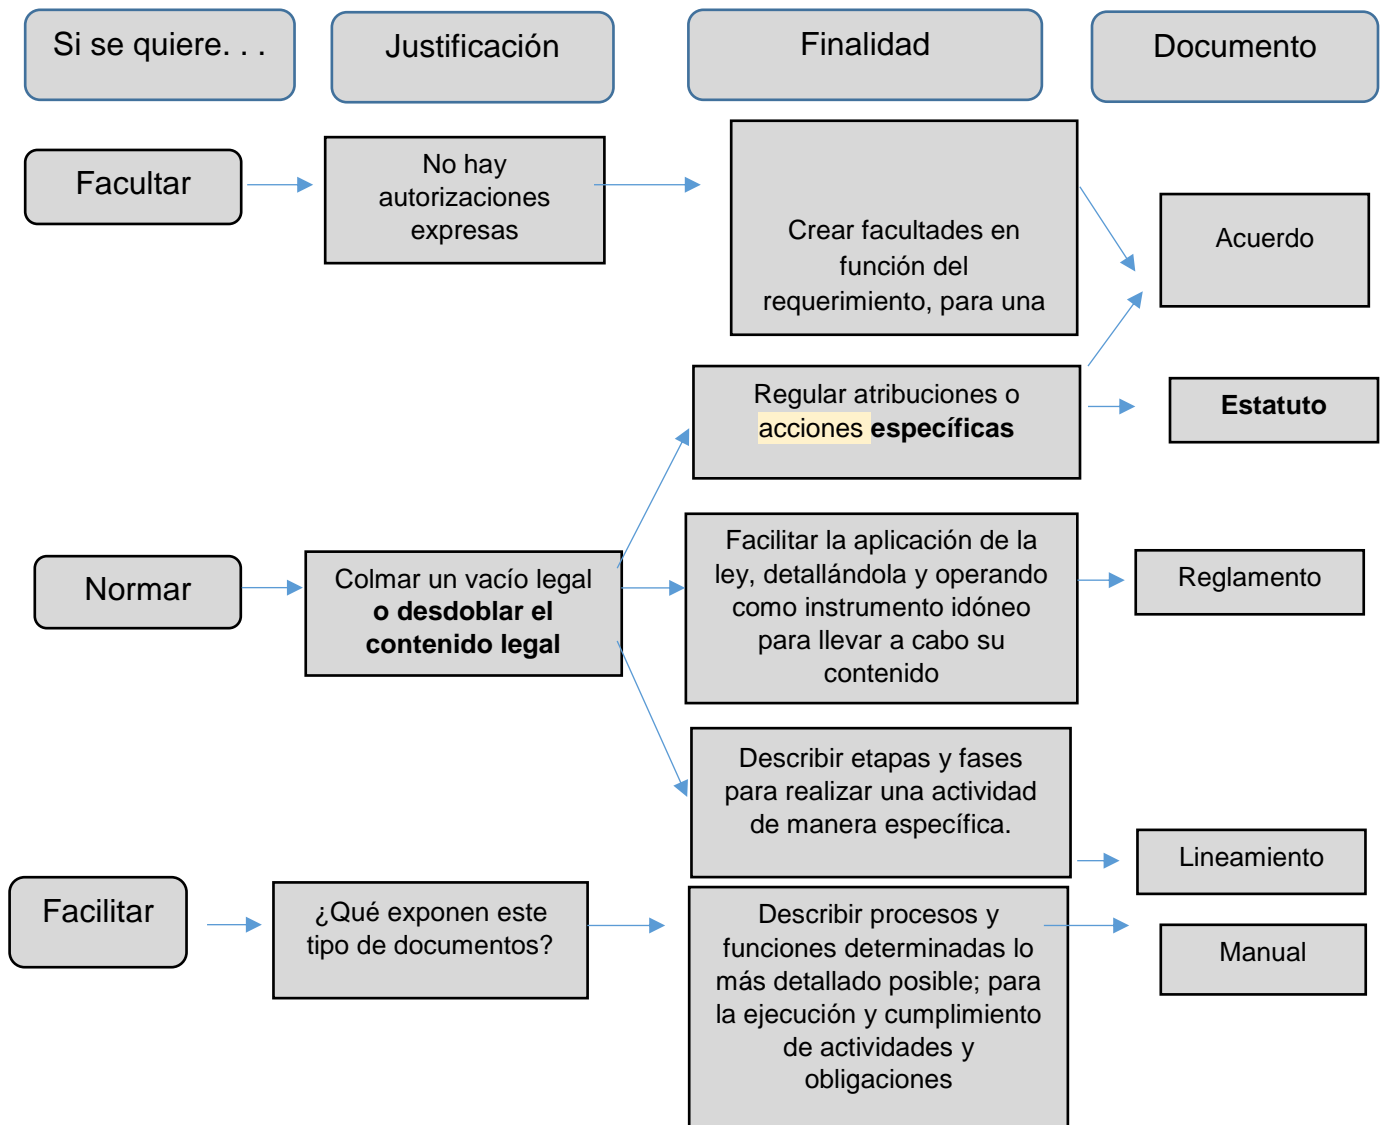 Si se quiere. . .
Justificación
Finalidad
Documento
Facultar
No hay
autorizaciones
expresas
Crear facultades en
función del
requerimiento, para una
Acuerdo
Regular atribuciones o
acciones específicas
Estatuto
Normar
Colmar un vacío legal
o desdoblar el
contenido legal
Facilitar la aplicación de la
ley, detallándola y operando
como instrumento idóneo
para llevar a cabo su
contenido
Reglamento
Describir etapas y fases
para realizar una actividad
de manera específica.
Lineamiento
Facilitar
¿Qué exponen este
tipo de documentos?
Describir procesos y
funciones determinadas lo
más detallado posible; para
la ejecución y cumplimiento
de actividades y
obligaciones
Manual